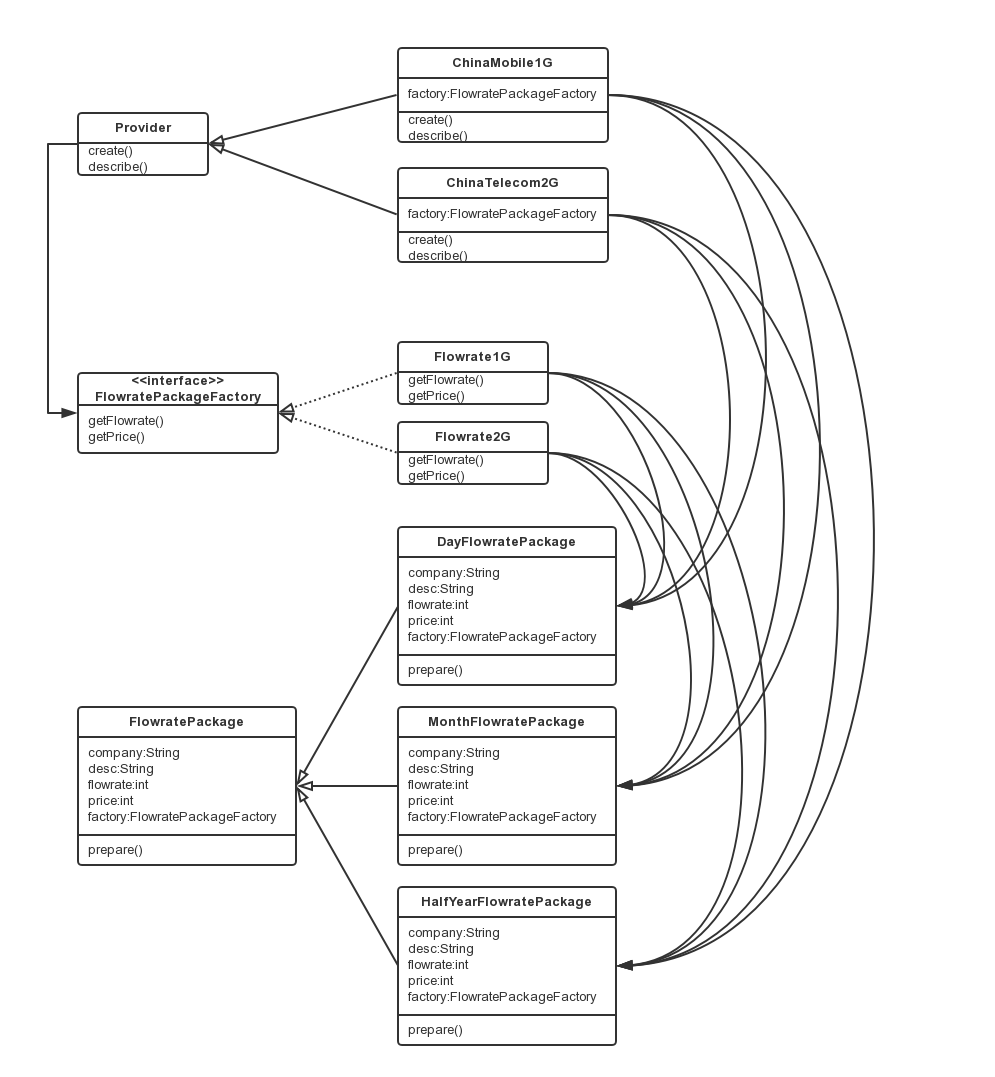 ChinaMobile1G
factory:FlowratePackageFactory
create()
describe()
Provider
create()
describe()
ChinaTelecom2G
factory:FlowratePackageFactory
create()
describe()
Flowrate1G
getFlowrate()
getPrice()
<<interface>>
FlowratePackageFactory
getFlowrate()
getPrice()
Flowrate2G
getFlowrate()
getPrice()
DayFlowratePackage
company:String
desc:String
flowrate:int
price:int
factory:FlowratePackageFactory
prepare()
FlowratePackage
company:String
desc:String
flowrate:int
price:int
factory:FlowratePackageFactory
prepare()
MonthFlowratePackage
company:String
desc:String
flowrate:int
price:int
factory:FlowratePackageFactory
prepare()
HalfYearFlowratePackage
company:String
desc:String
flowrate:int
price:int
factory:FlowratePackageFactory
prepare()